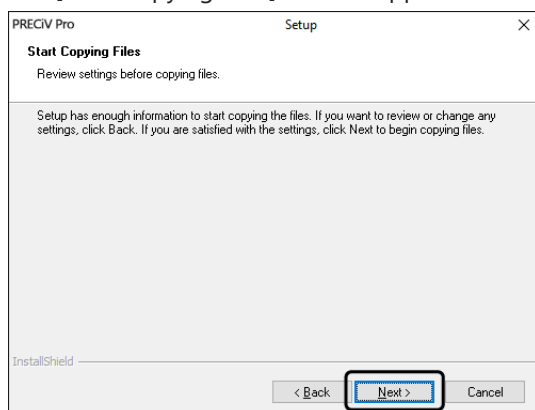 PRECiV Pro Setup
Start Copying Files
Review settings before copying files.
Setup has enough information to start copying the files. If you want to review or change any
settings, click Back. If you are satisfied with the settings, click Next to begin copying files.
InstallShield
< Back Next > Cancel